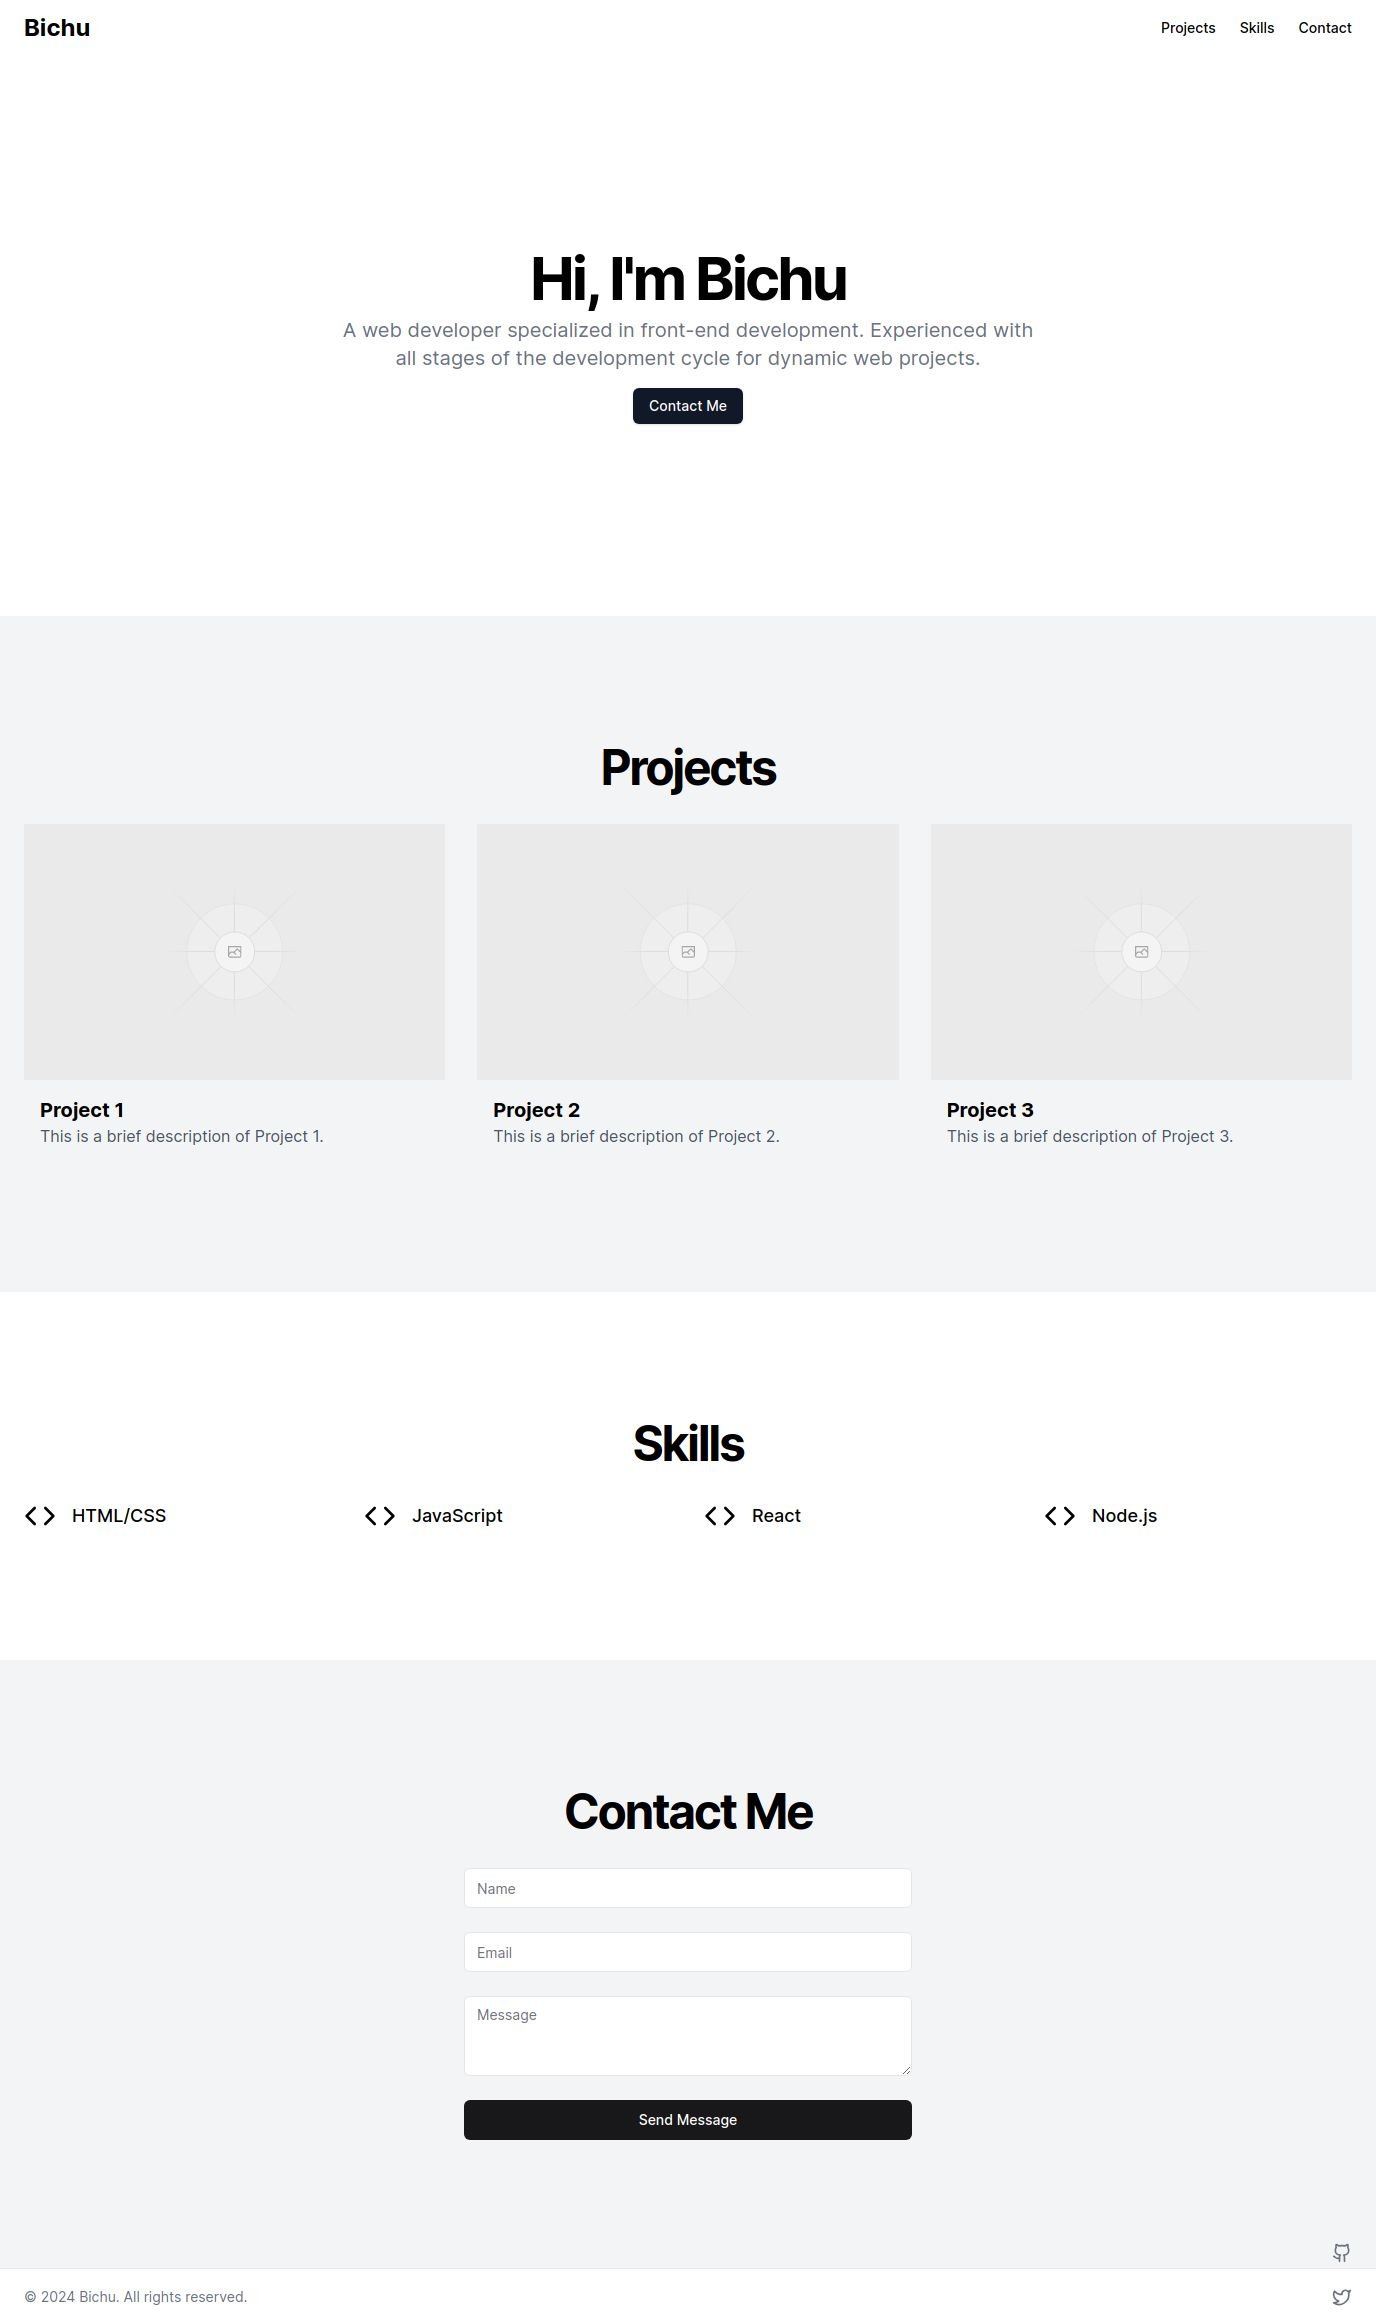 Bichu
Projects Skills Contact
Hi, I'm Bichu
A web developer specialized in front-end development. Experienced with
all stages of the development cycle for dynamic web projects.
Contact Me
Projects
Project 1
This is a brief description of Project 1.
Project 2
This is a brief description of Project 2.
Project 3
This is a brief description of Project 3.
Skills
HTML/CSS
JavaScript
React
Node.js
Contact Me
Name
Email
Message
Send Message
© 2024 Bichu. All rights reserved.